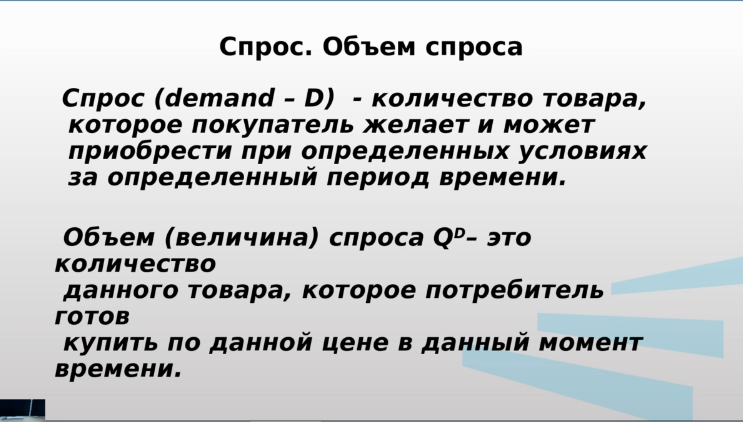 Спрос. Объем спроса
Спрос (demand – D)  - количество товара,
которое покупатель желает и может
приобрести при определенных условиях
за определенный период времени.
Объем (величина) спроса Qᴰ– это
количество
данного товара, которое потребитель
готов
купить по данной цене в данный момент
времени.